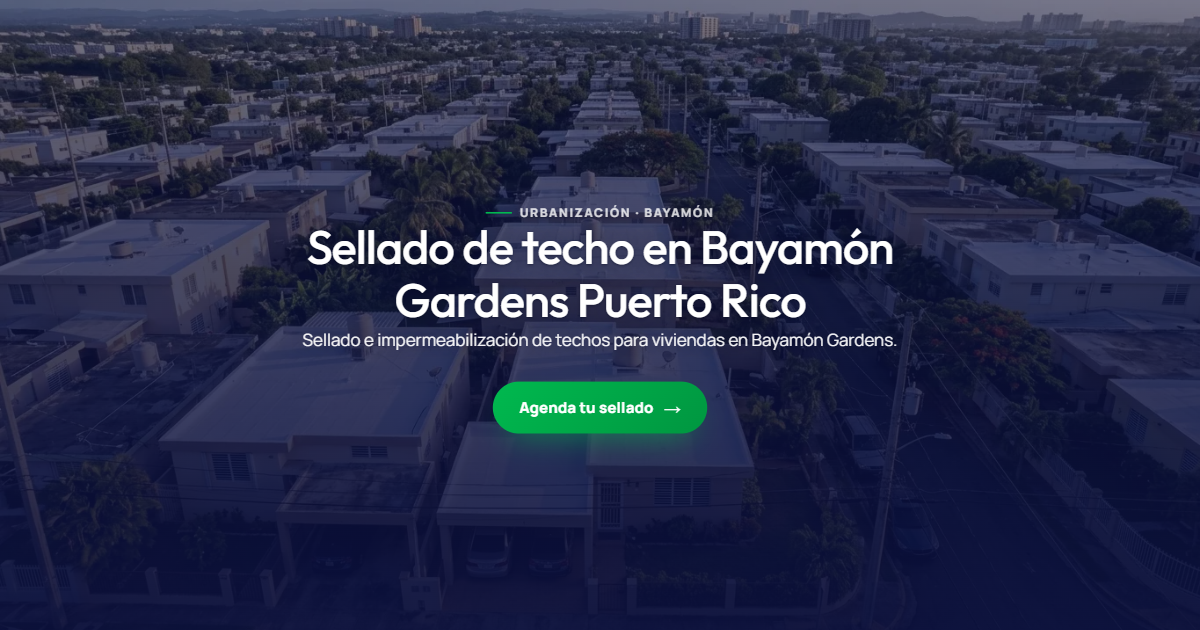 URBANIZACIÓN · BAYAMÓN
Sellado de techo en Bayamón
Gardens Puerto Rico
Sellado e impermeabilización de techos para viviendas en Bayamón Gardens.
Agenda tu sellado →